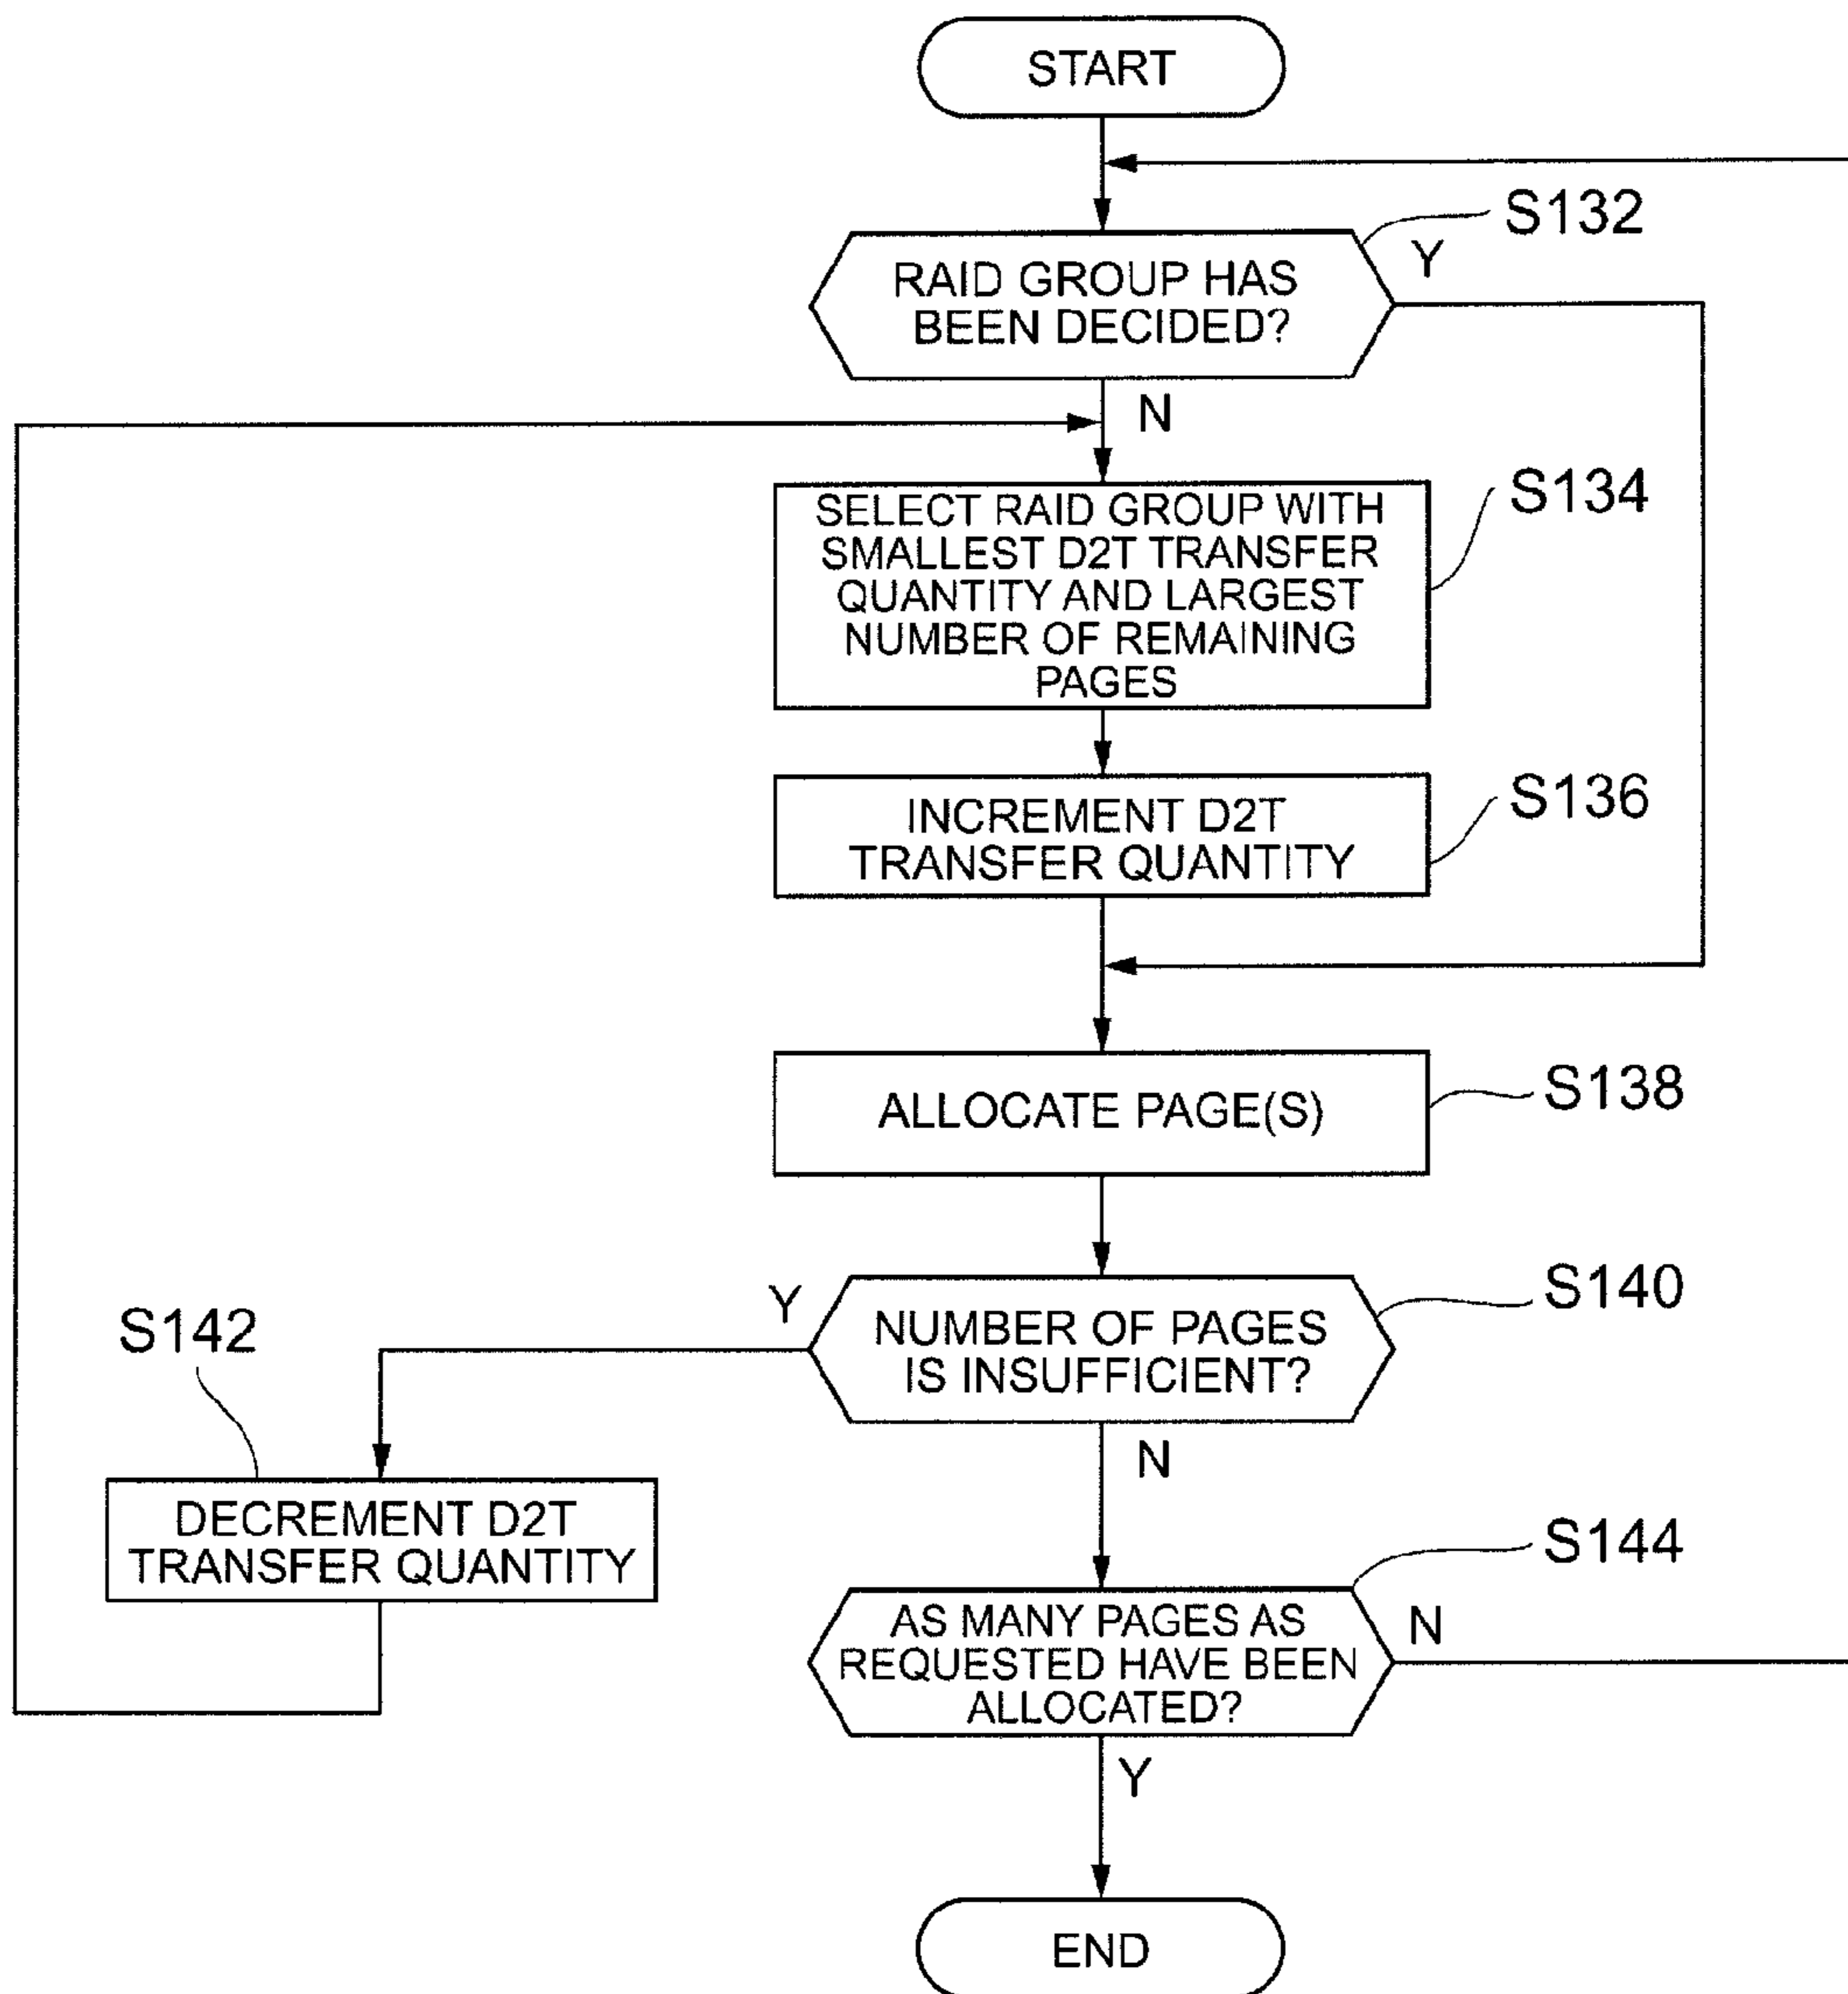 START
S132
Y
RAID GROUP HAS
BEEN DECIDED?
N
S134
SELECT RAID GROUP WITH
SMALLEST D2T TRANSFER
QUANTITY AND LARGEST
NUMBER OF REMAINING
PAGES
S136
INCREMENT D2T
TRANSFER QUANTITY
ALLOCATE PAGE(S)
S138
S140
Y
NUMBER OF PAGES
IS INSUFFICIENT?
S142
N
DECREMENT D2T
TRANSFER QUANTITY
S144
AS MANY PAGES AS
REQUESTED HAVE BEEN
ALLOCATED?
N
Y
END